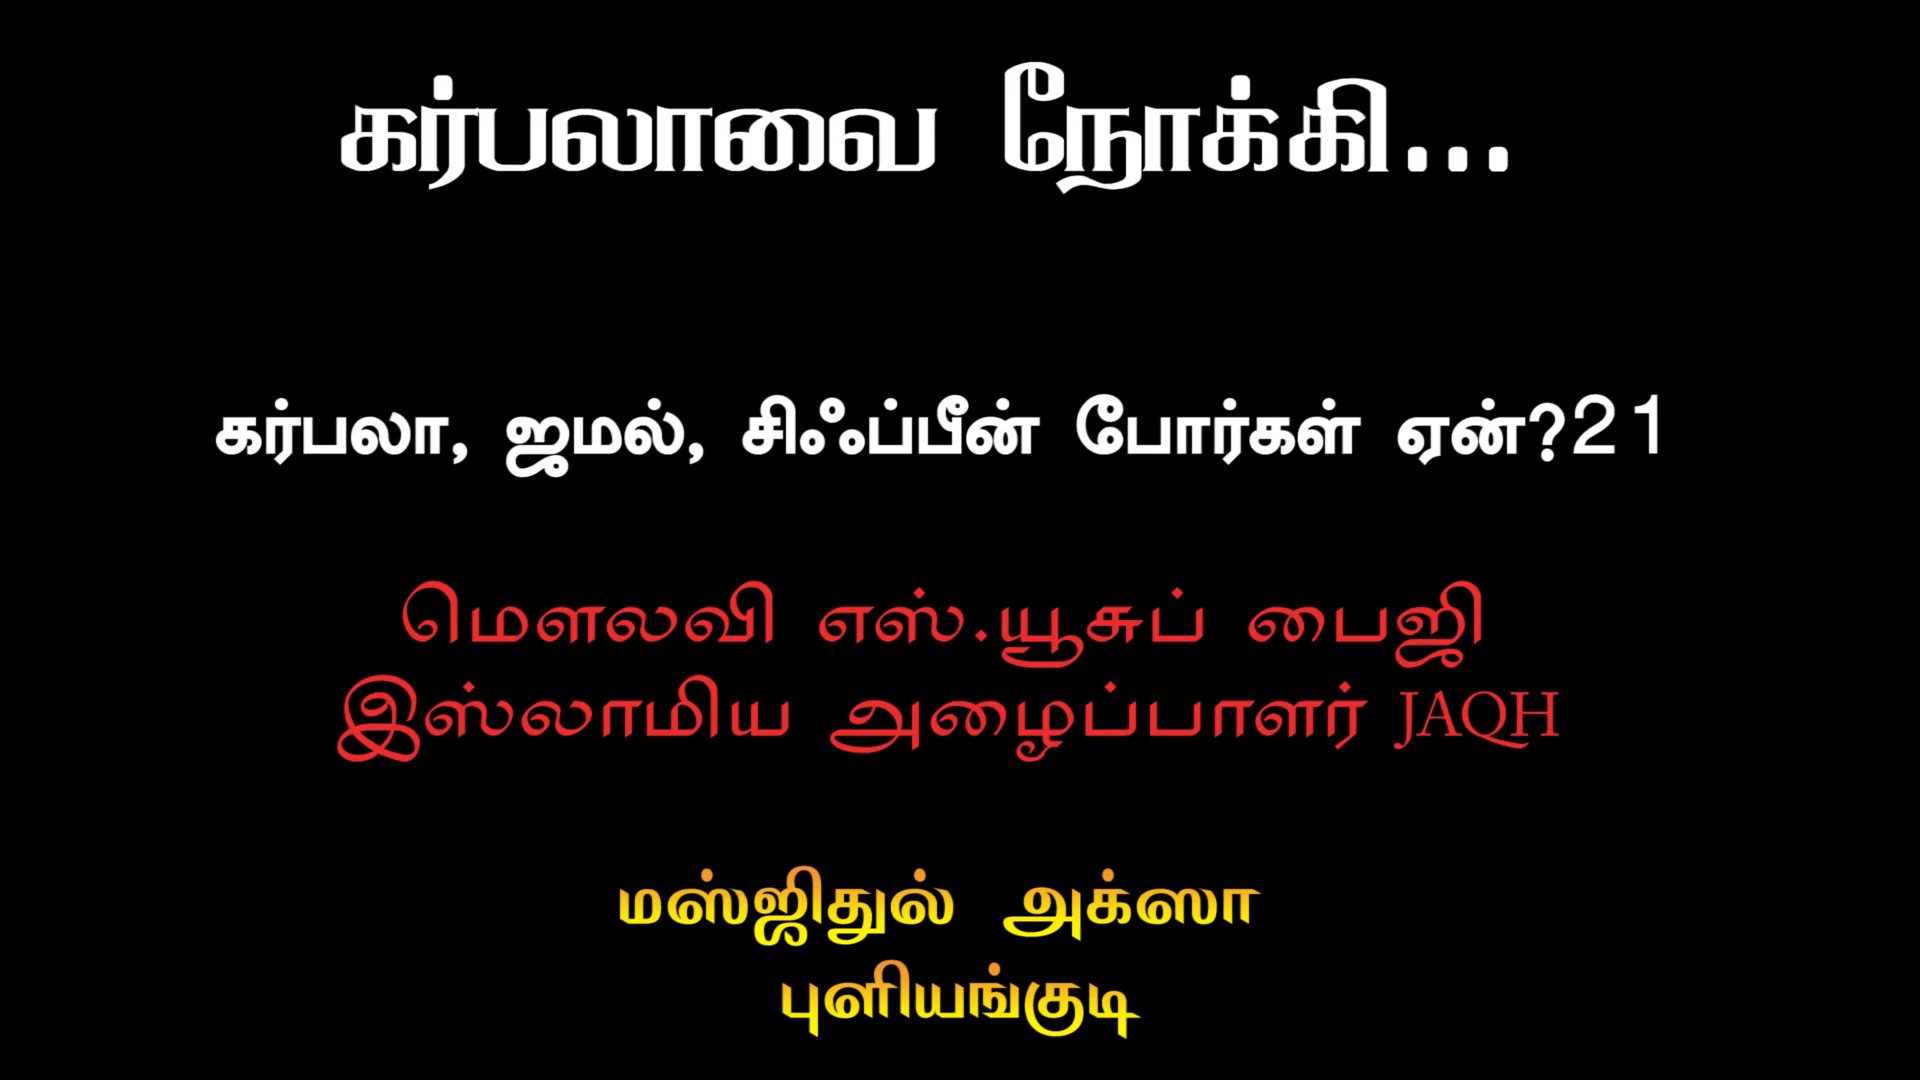 கர்பலாவை நோக்கி...
கர்பலா, ஜமல், சிஃப்பீன் போர்கள் ஏன்?21
மௌலவி எஸ்.யூசுப் பைஜி
இஸ்லாமிய அழைப்பாளர் JAQH
மஸ்ஜிதுல் அக்ஸா
புளியங்குடி